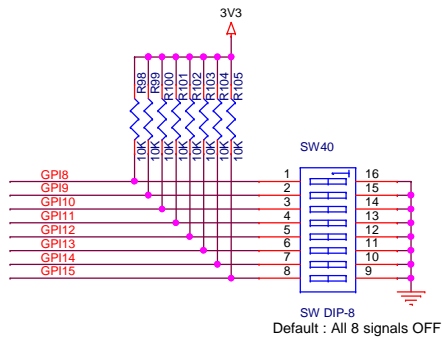 3V3
R98
R99
R100
R101
R102
R103
R104
R105
10K
10K
10K
10K
10K
10K
10K
10K
SW40
GPI8 1 16
GPI9 2 15
GPI10 3 14
GPI11 4 13
GPI12 5 12
GPI13 6 11
GPI14 7 10
GPI15 8 9
SW DIP-8
Default : All 8 signals OFF